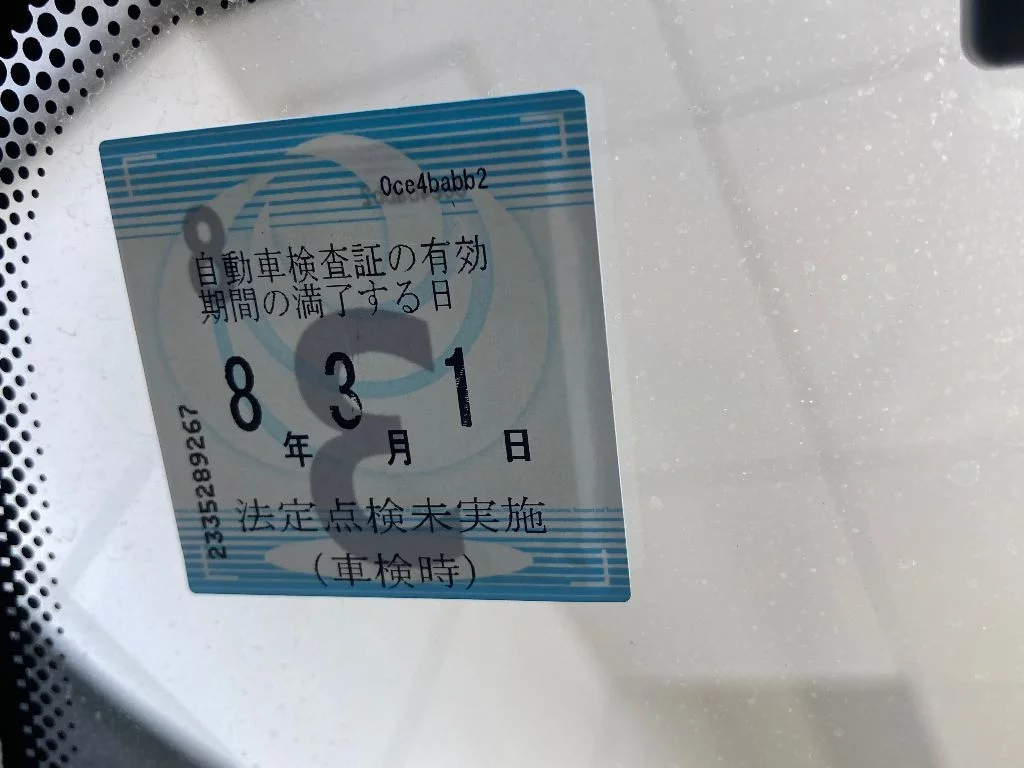 0ce4babb2
自動車検査証の有効
期間の満了する日
8年3月1日
法定点検未実施
(車検時)
2335289267